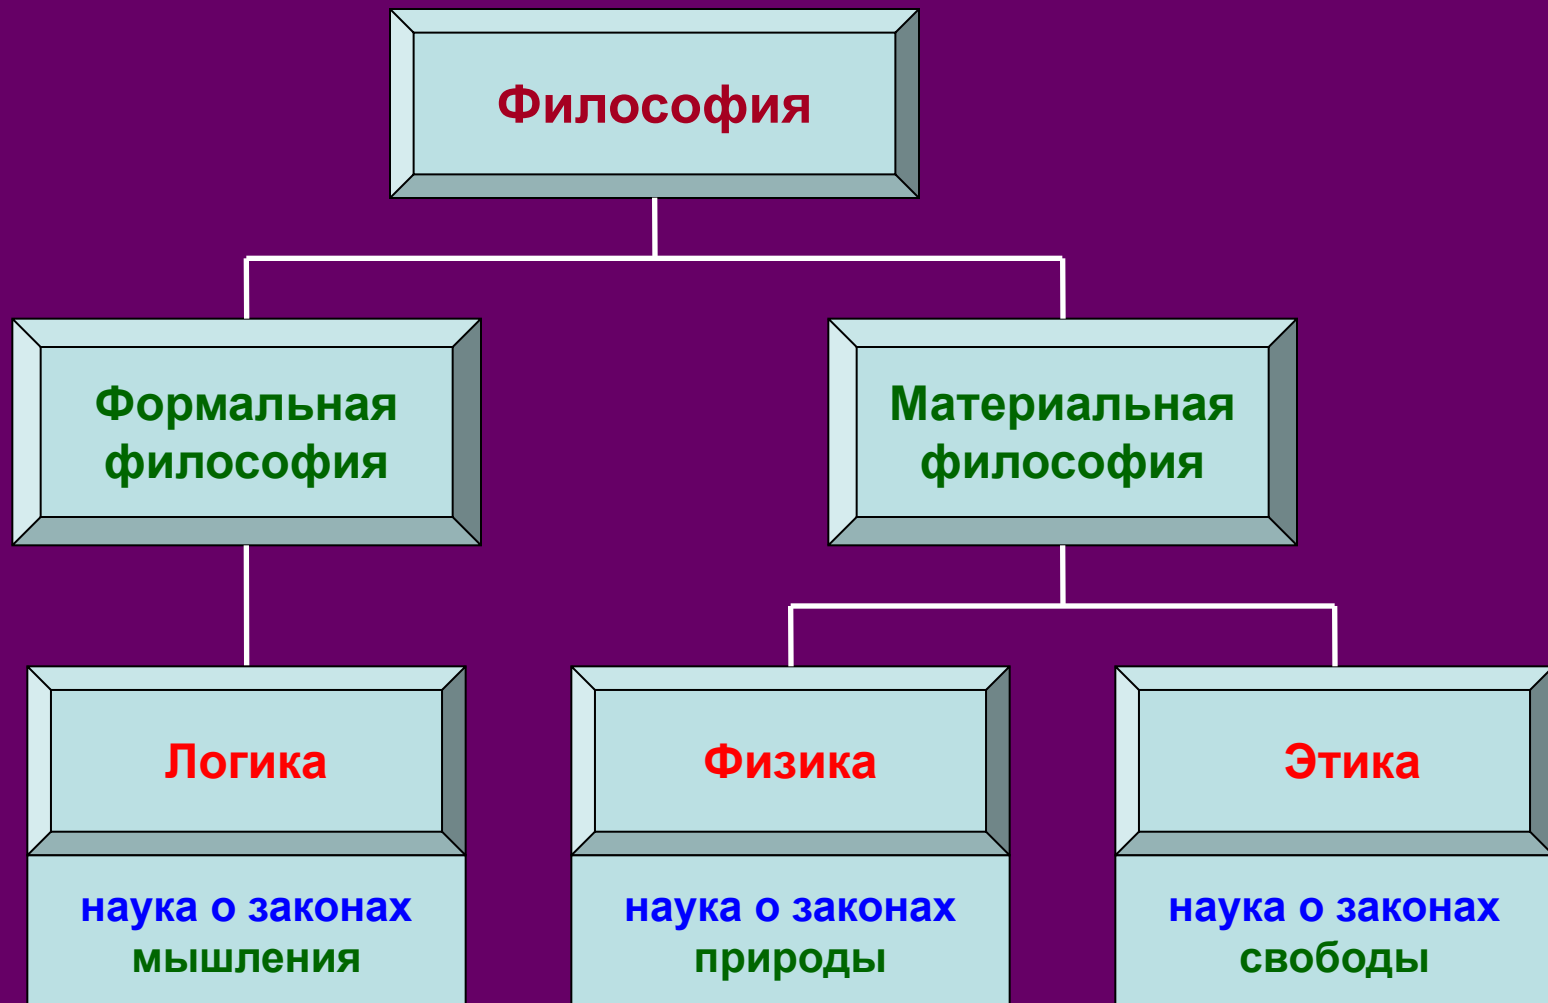 Философия
Формальная
философия
Материальная
философия
Логика
Физика
Этика
наука о законах
мышления
наука о законах
природы
наука о законах
свободы